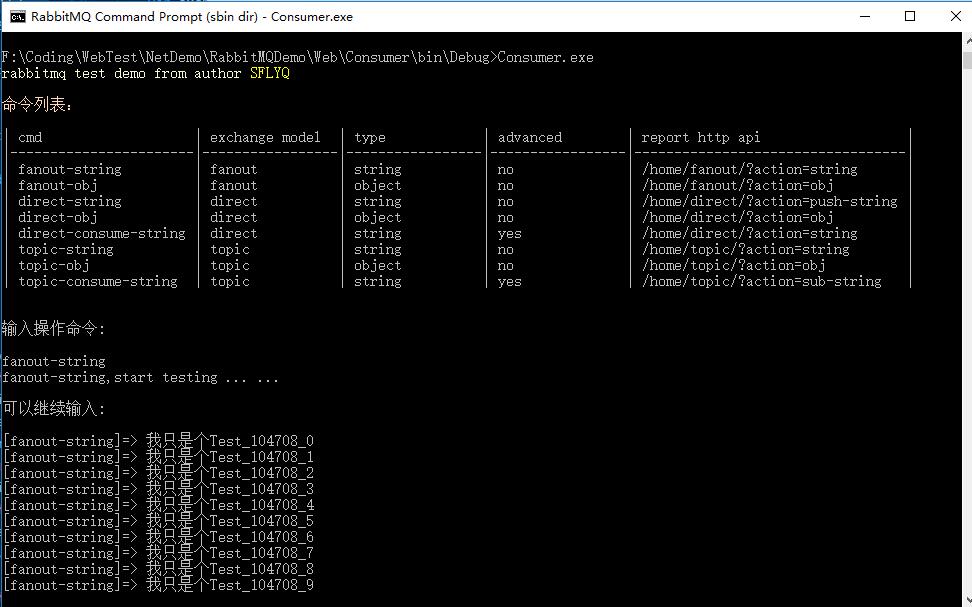 RabbitMQ Command Prompt (sbin dir) - Consumer.exe
F:\Coding\WebTest\NetDemo\RabbitMQDemo\Web\Consumer\bin\Debug>Consumer.exe
rabbitmq test demo from author SFLYQ
命令列表:
| cmd | exchange model | type | advanced | report http api |
|-----------------------|-----------------|-----------------|-----------------|---------------------------------|
| fanout-string | fanout | string | no | /home/fanout/?action=string
| fanout-obj | fanout | object | no | /home/fanout/?action=obj
| direct-string | direct | string | no | /home/direct/?action=push-string
| direct-obj | direct | object | no | /home/direct/?action=obj
| direct-consume-string | direct | string | yes | /home/direct/?action=string
| topic-string | topic | string | no | /home/topic/?action=string
| topic-obj | topic | object | no | /home/topic/?action=obj
| topic-consume-string | topic | string | yes | /home/topic/?action=sub-string |
输入操作命令:
fanout-string
fanout-string,start testing ... ...
可以继续输入:
[fanout-string]=> 我只是个Test_104708_0
[fanout-string]=> 我只是个Test_104708_1
[fanout-string]=> 我只是个Test_104708_2
[fanout-string]=> 我只是个Test_104708_3
[fanout-string]=> 我只是个Test_104708_4
[fanout-string]=> 我只是个Test_104708_5
[fanout-string]=> 我只是个Test_104708_6
[fanout-string]=> 我只是个Test_104708_7
[fanout-string]=> 我只是个Test_104708_8
[fanout-string]=> 我只是个Test_104708_9